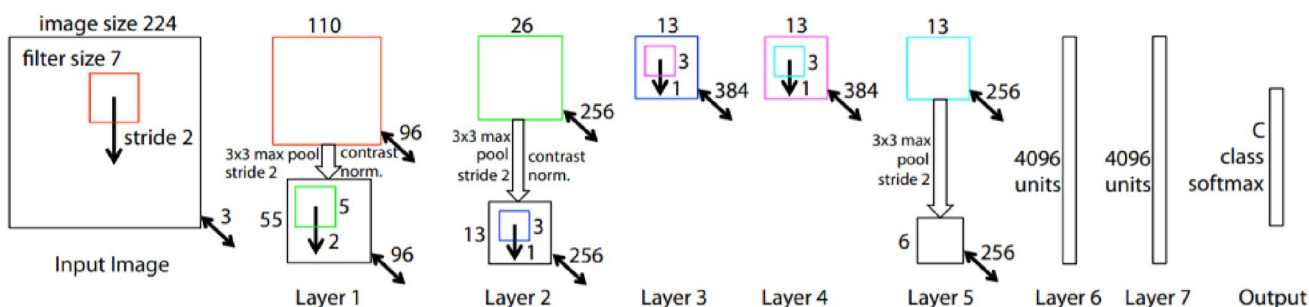 image size 224
filter size 7
stride 2
3
Input Image
110
96
3x3 max pool
stride 2
contrast
norm.
55
5
2
96
Layer 1
26
256
3x3 max
pool
stride 2
contrast
norm.
13
3
1
256
Layer 2
13
3
1
384
Layer 3
13
3
1
384
Layer 4
13
256
3x3 max
pool
stride 2
6
256
Layer 5
4096
units
Layer 6
4096
units
Layer 7
C
class
softmax
Output